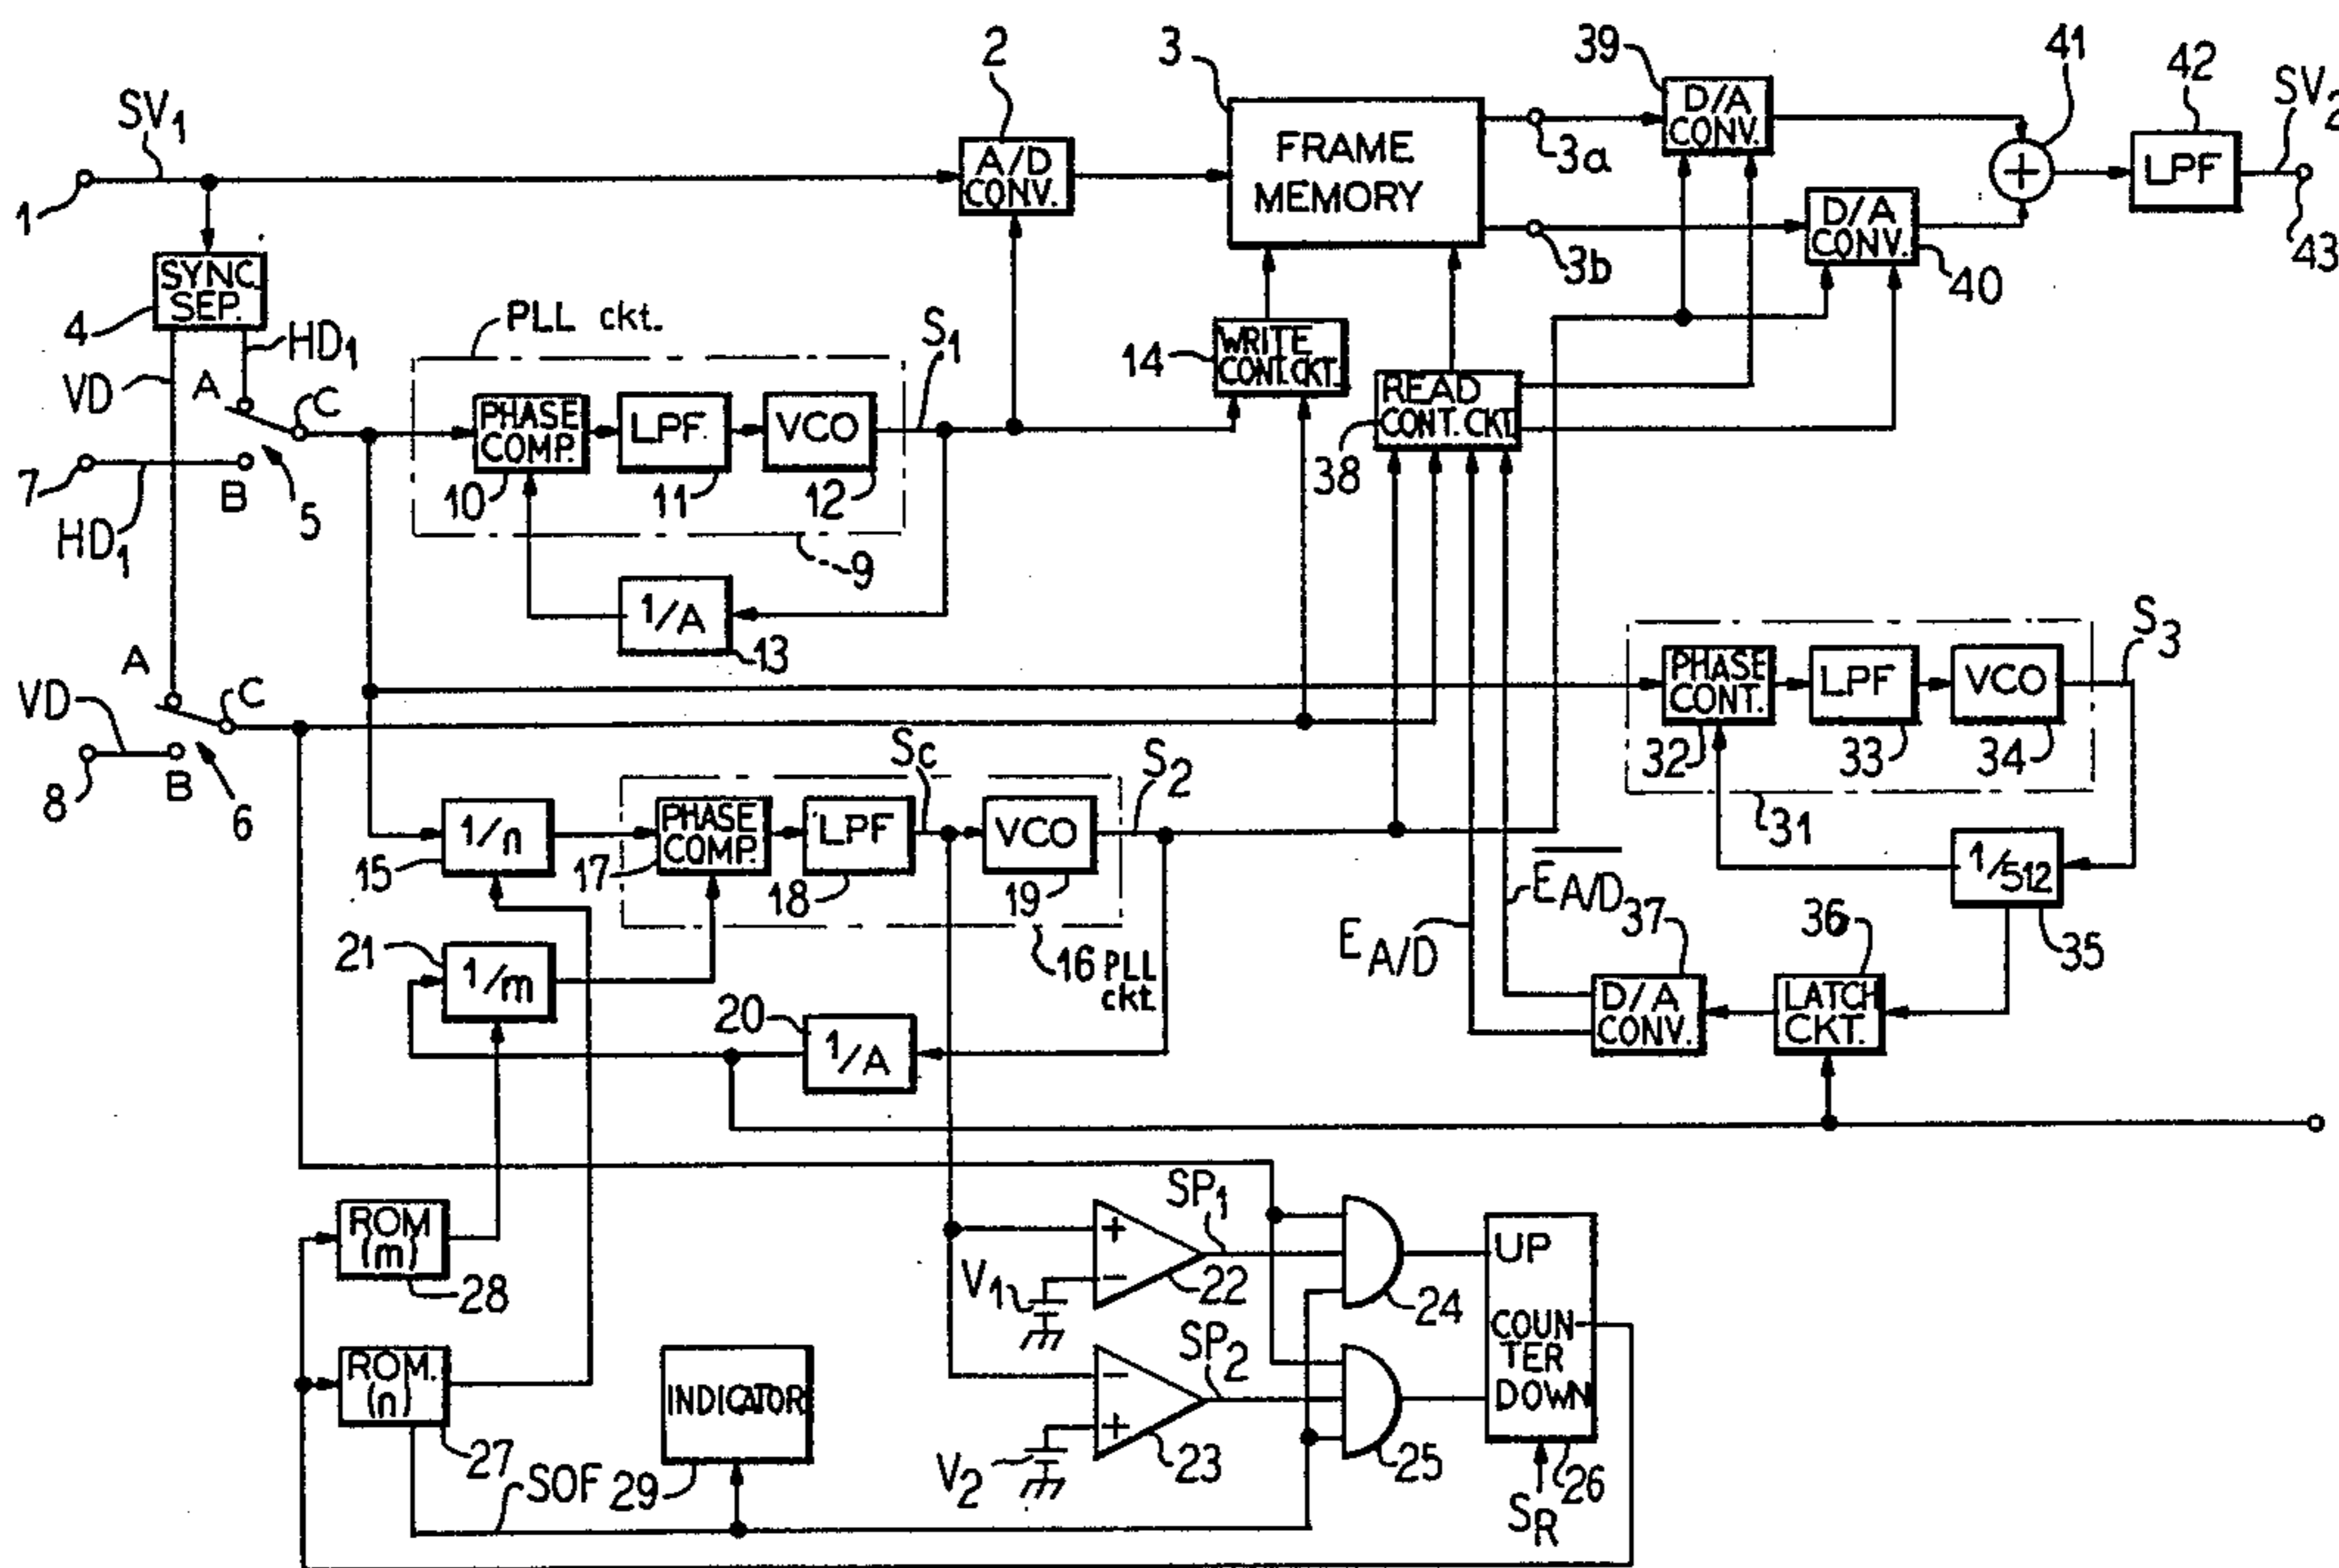 SV1
1
2
A/D
CONV.
3
FRAME
MEMORY
3a
3b
39
D/A
CONV.
D/A
CONV.
40
41
42
LPF
SV2
43
SYNC
SEP.
4
HD1
VD
A
C
7
B
5
HD1
PLL ckt.
PHASE
COMP.
10
LPF
11
VCO
12
S1
9
1/A
13
14
WRITE
CONT.CKT.
READ
CONT.CKT.
38
A
C
VD
8
B
6
PHASE
CONT.
32
LPF
33
VCO
34
S3
31
1/512
35
1/n
15
PHASE
COMP.
17
LPF
18
Sc
VCO
19
S2
16 PLL
ckt.
21
1/m
20
1/A
EA/D
EA/D
37
D/A
CONV.
36
LATCH
CKT.
ROM
(m)
28
ROM.
(n)
27
SOF
INDICATOR
29
SP1
+
−
V1
22
SP2
−
+
V2
23
24
25
UP
COUN-
TER
DOWN
26
SR